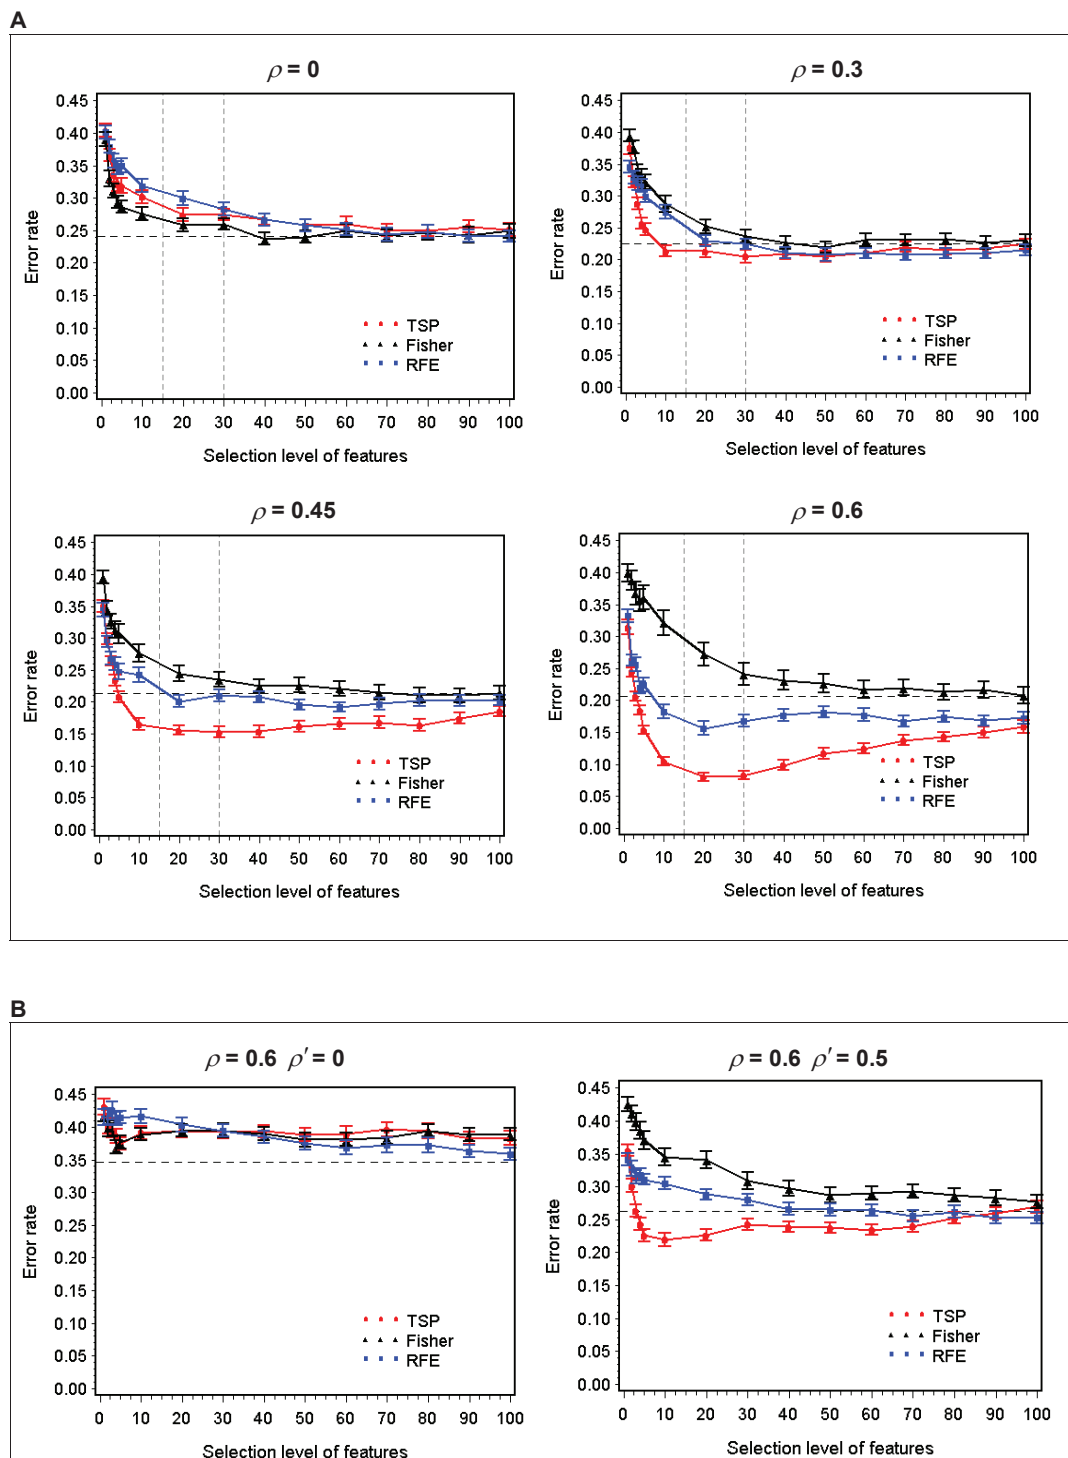 A
ρ = 0
0.45
0.40
0.35
0.30
0.25
0.20
0.15
0.10
0.05
0.00
Error rate
TSP
Fisher
RFE
0 10 20 30 40 50 60 70 80 90 100
Selection level of features
ρ = 0.3
0.45
0.40
0.35
0.30
0.25
0.20
0.15
0.10
0.05
0.00
Error rate
TSP
Fisher
RFE
0 10 20 30 40 50 60 70 80 90 100
Selection level of features
ρ = 0.45
0.45
0.40
0.35
0.30
0.25
0.20
0.15
0.10
0.05
0.00
Error rate
TSP
Fisher
RFE
0 10 20 30 40 50 60 70 80 90 100
Selection level of features
ρ = 0.6
0.45
0.40
0.35
0.30
0.25
0.20
0.15
0.10
0.05
0.00
Error rate
TSP
Fisher
RFE
0 10 20 30 40 50 60 70 80 90 100
Selection level of features
B
ρ = 0.6 ρ′ = 0
0.45
0.40
0.35
0.30
0.25
0.20
0.15
0.10
0.05
0.00
Error rate
TSP
Fisher
RFE
0 10 20 30 40 50 60 70 80 90 100
Selection level of features
ρ = 0.6 ρ′ = 0.5
0.45
0.40
0.35
0.30
0.25
0.20
0.15
0.10
0.05
0.00
Error rate
TSP
Fisher
RFE
0 10 20 30 40 50 60 70 80 90 100
Selection level of features